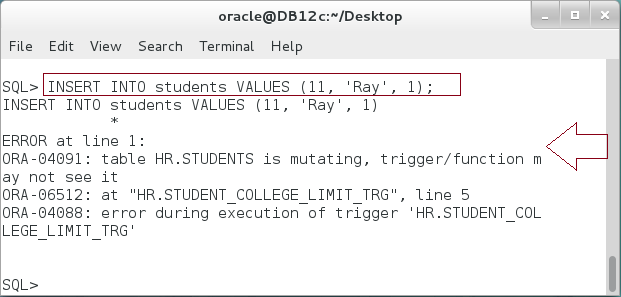 oracle@DB12c:~/Desktop
File Edit View Search Terminal Help
SQL> INSERT INTO students VALUES (11, 'Ray', 1);
INSERT INTO students VALUES (11, 'Ray', 1)
*
ERROR at line 1:
ORA-04091: table HR.STUDENTS is mutating, trigger/function m
ay not see it
ORA-06512: at "HR.STUDENT_COLLEGE_LIMIT_TRG", line 5
ORA-04088: error during execution of trigger 'HR.STUDENT_COL
LEGE_LIMIT_TRG'
SQL>